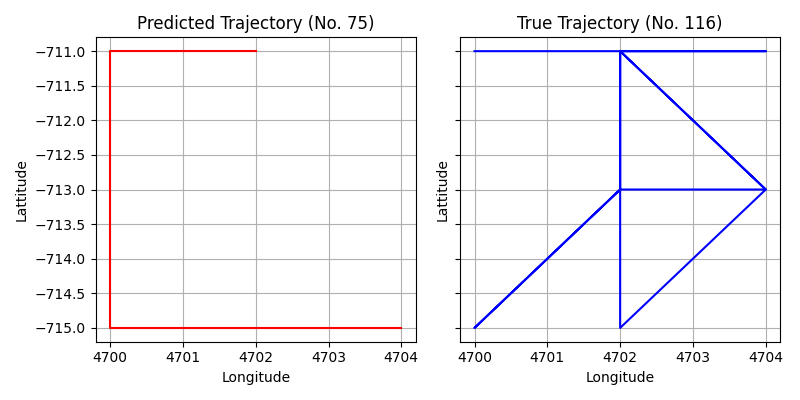 Predicted Trajectory (No. 75)
True Trajectory (No. 116)
−711.0
−711.5
−712.0
−712.5
−713.0
−713.5
−714.0
−714.5
−715.0
Lattitude
Lattitude
4700 4701 4702 4703 4704
4700 4701 4702 4703 4704
Longitude
Longitude